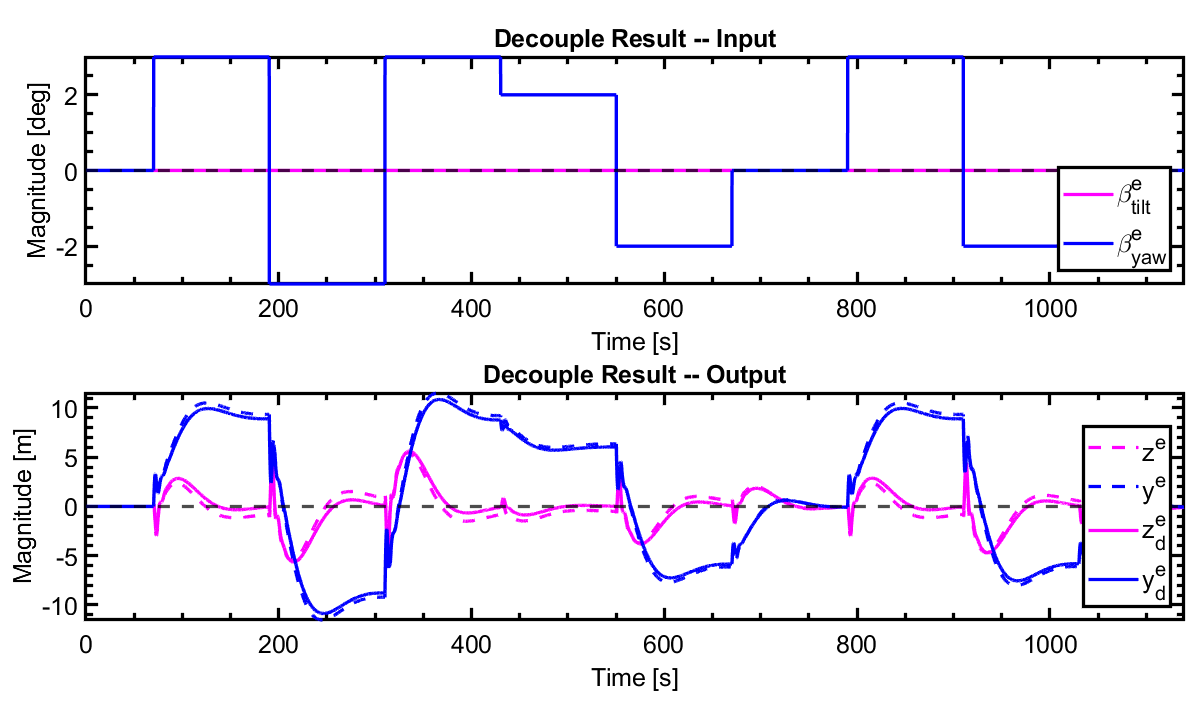 Decouple Result -- Input
Magnitude [deg]
2
0
-2
0
200
400
600
800
1000
Time [s]
β^e_tilt
β^e_yaw
Decouple Result -- Output
Magnitude [m]
10
5
0
-5
-10
0
200
400
600
800
1000
Time [s]
z^e
y^e
z^e_d
y^e_d